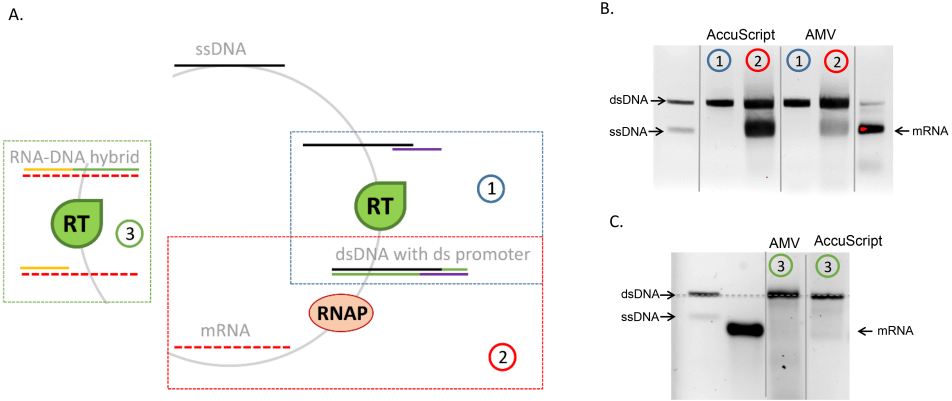 A.
ssDNA
RNA-DNA hybrid
RT
3
RT
1
dsDNA with ds promoter
RNAP
mRNA
2
B.
AccuScript AMV
1 2 1 2
dsDNA
ssDNA
mRNA
C.
AMV AccuScript
3 3
dsDNA
ssDNA
mRNA